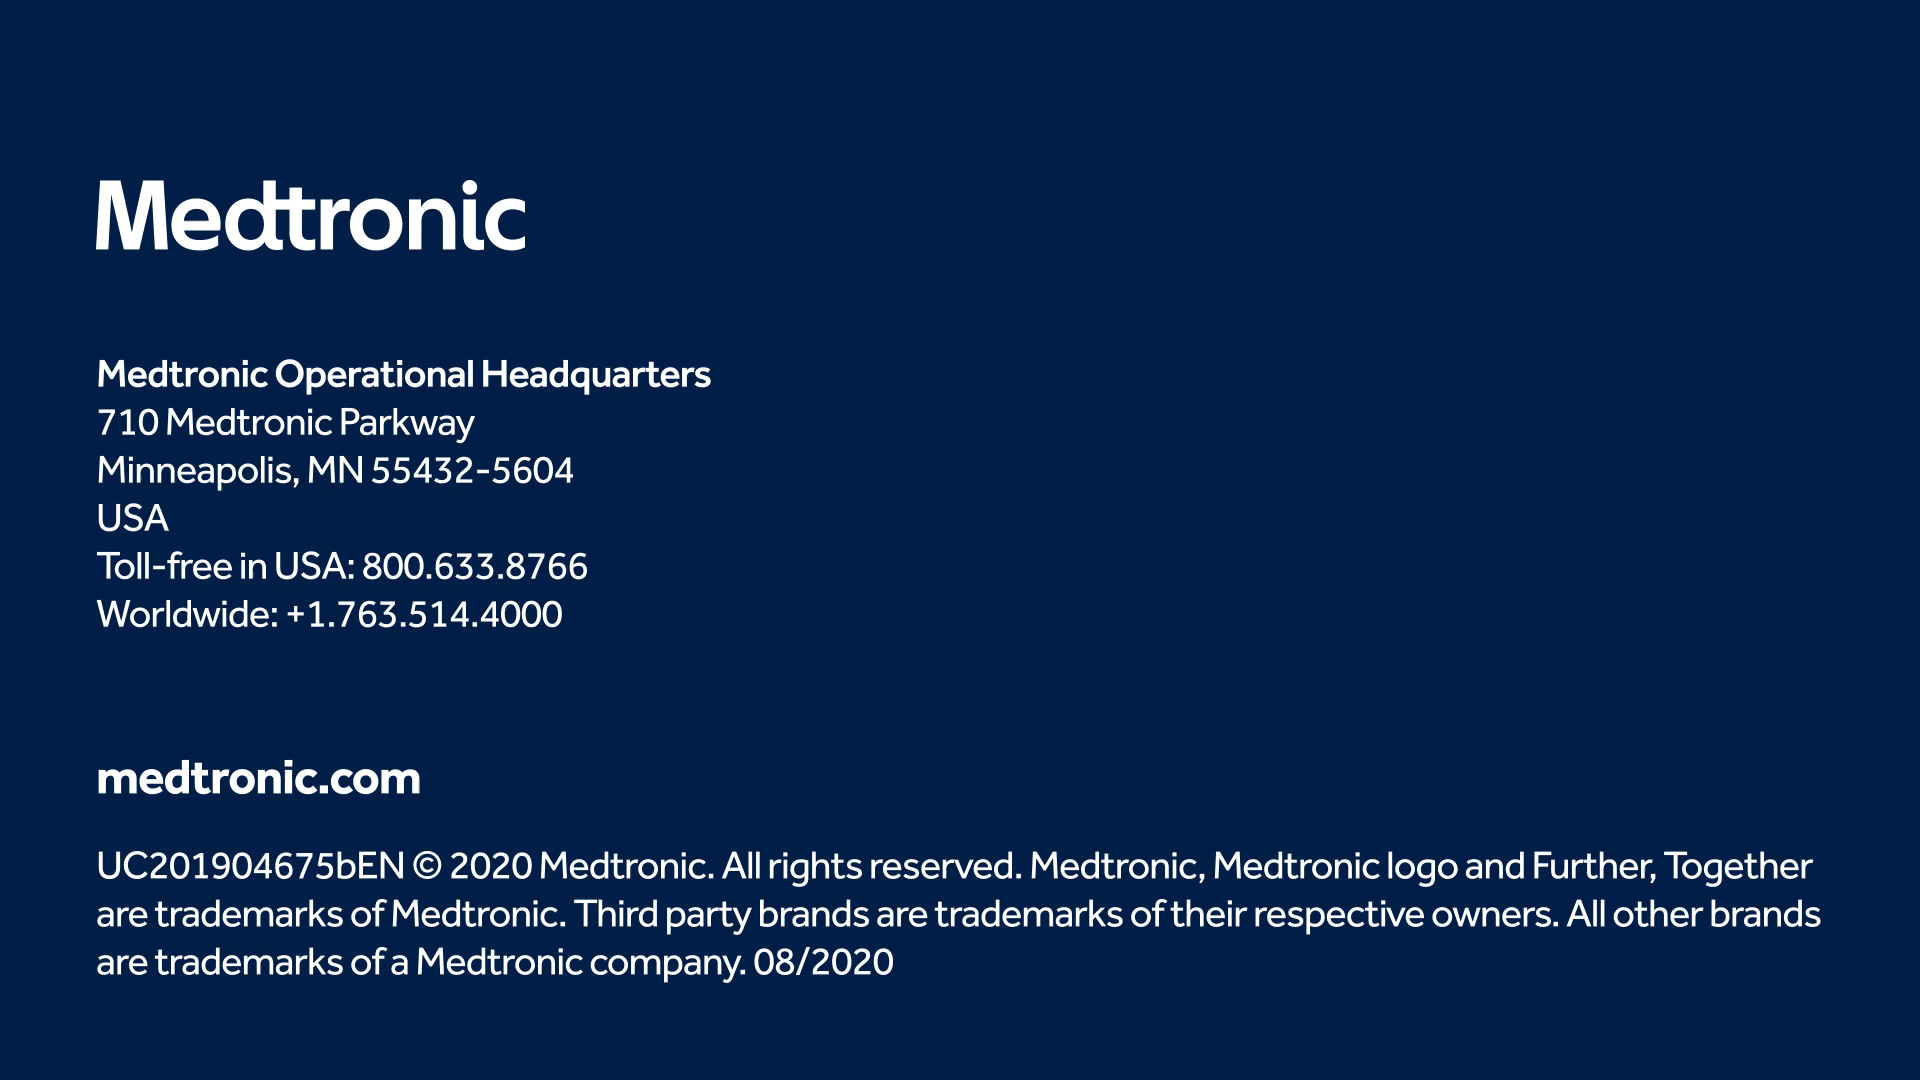 Medtronic
Medtronic Operational Headquarters
710 Medtronic Parkway
Minneapolis, MN 55432-5604
USA
Toll-free in USA: 800.633.8766
Worldwide: +1.763.514.4000
medtronic.com
UC201904675bEN © 2020 Medtronic. All rights reserved. Medtronic, Medtronic logo and Further, Together
are trademarks of Medtronic. Third party brands are trademarks of their respective owners. All other brands
are trademarks of a Medtronic company. 08/2020